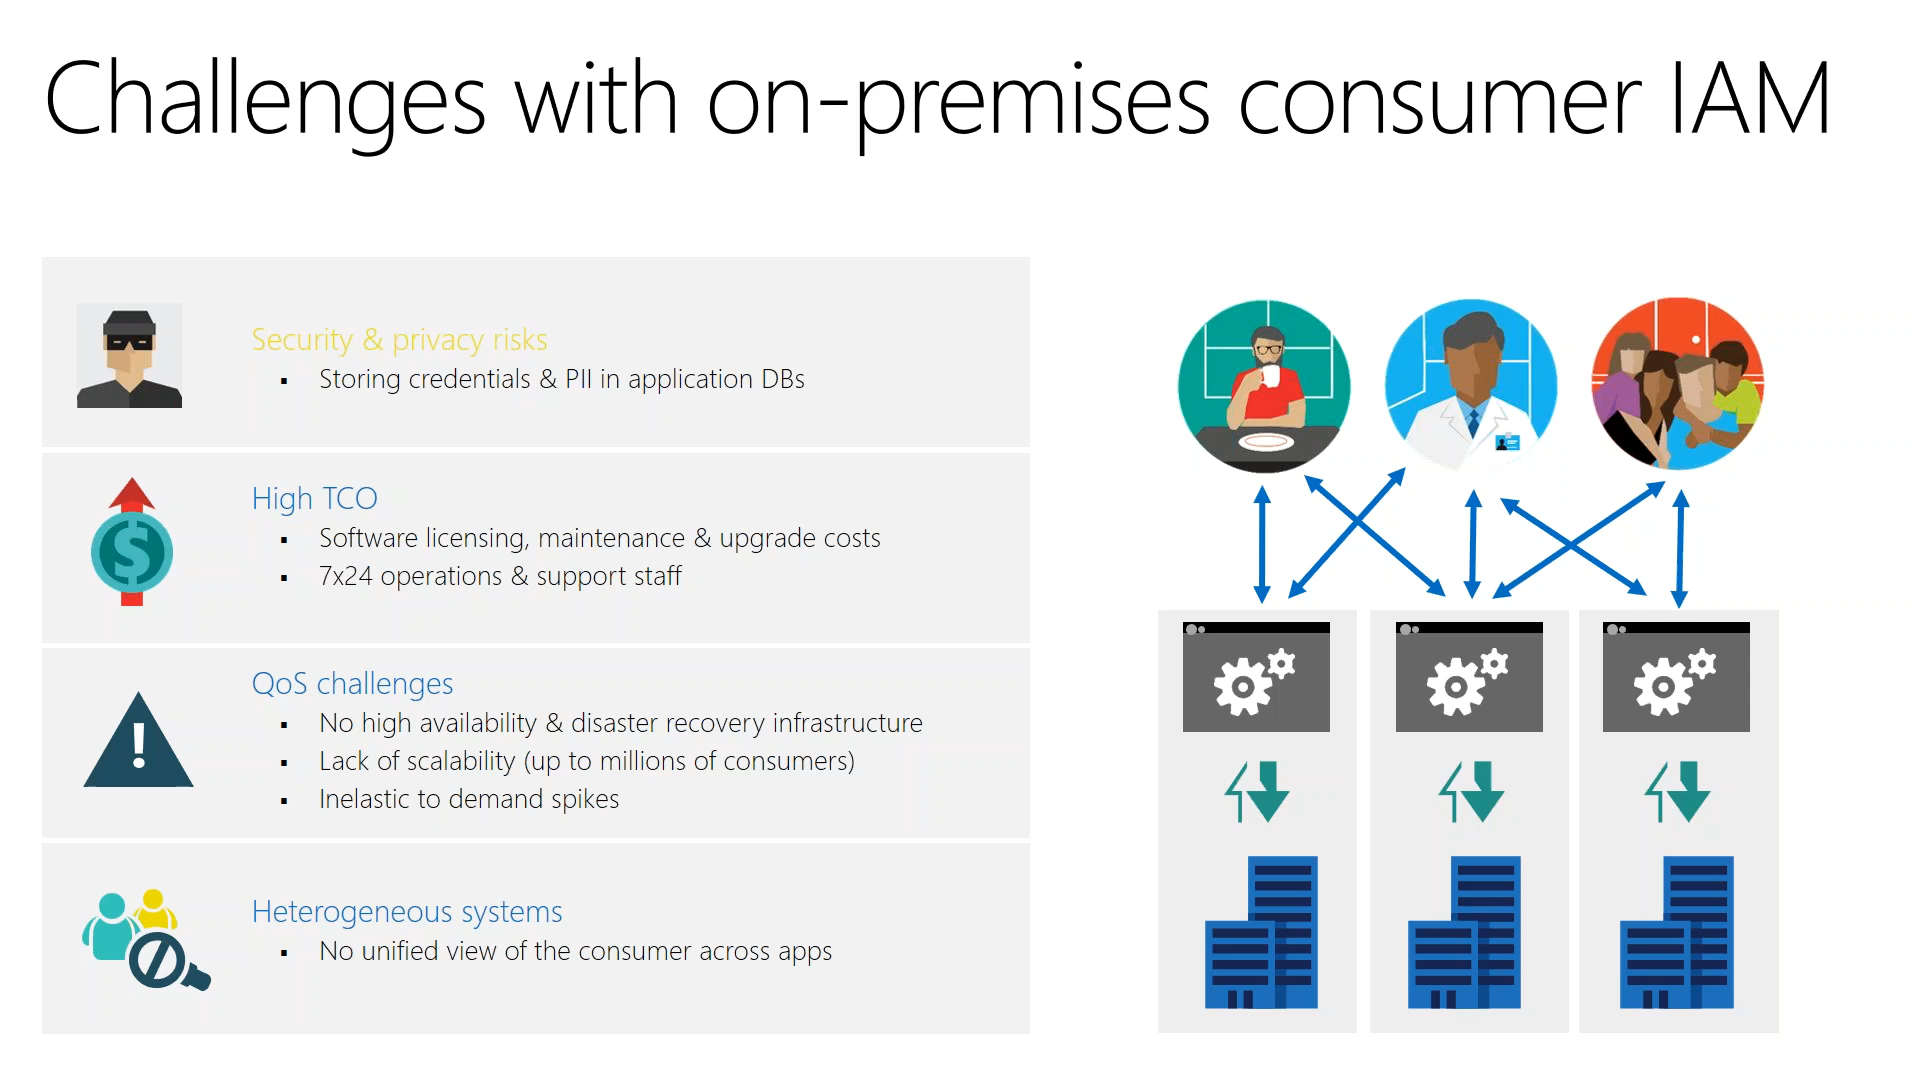 Challenges with on-premises consumer IAM
Security & privacy risks
▪ Storing credentials & PII in application DBs
High TCO
▪ Software licensing, maintenance & upgrade costs
▪ 7x24 operations & support staff
QoS challenges
▪ No high availability & disaster recovery infrastructure
▪ Lack of scalability (up to millions of consumers)
▪ Inelastic to demand spikes
Heterogeneous systems
▪ No unified view of the consumer across apps